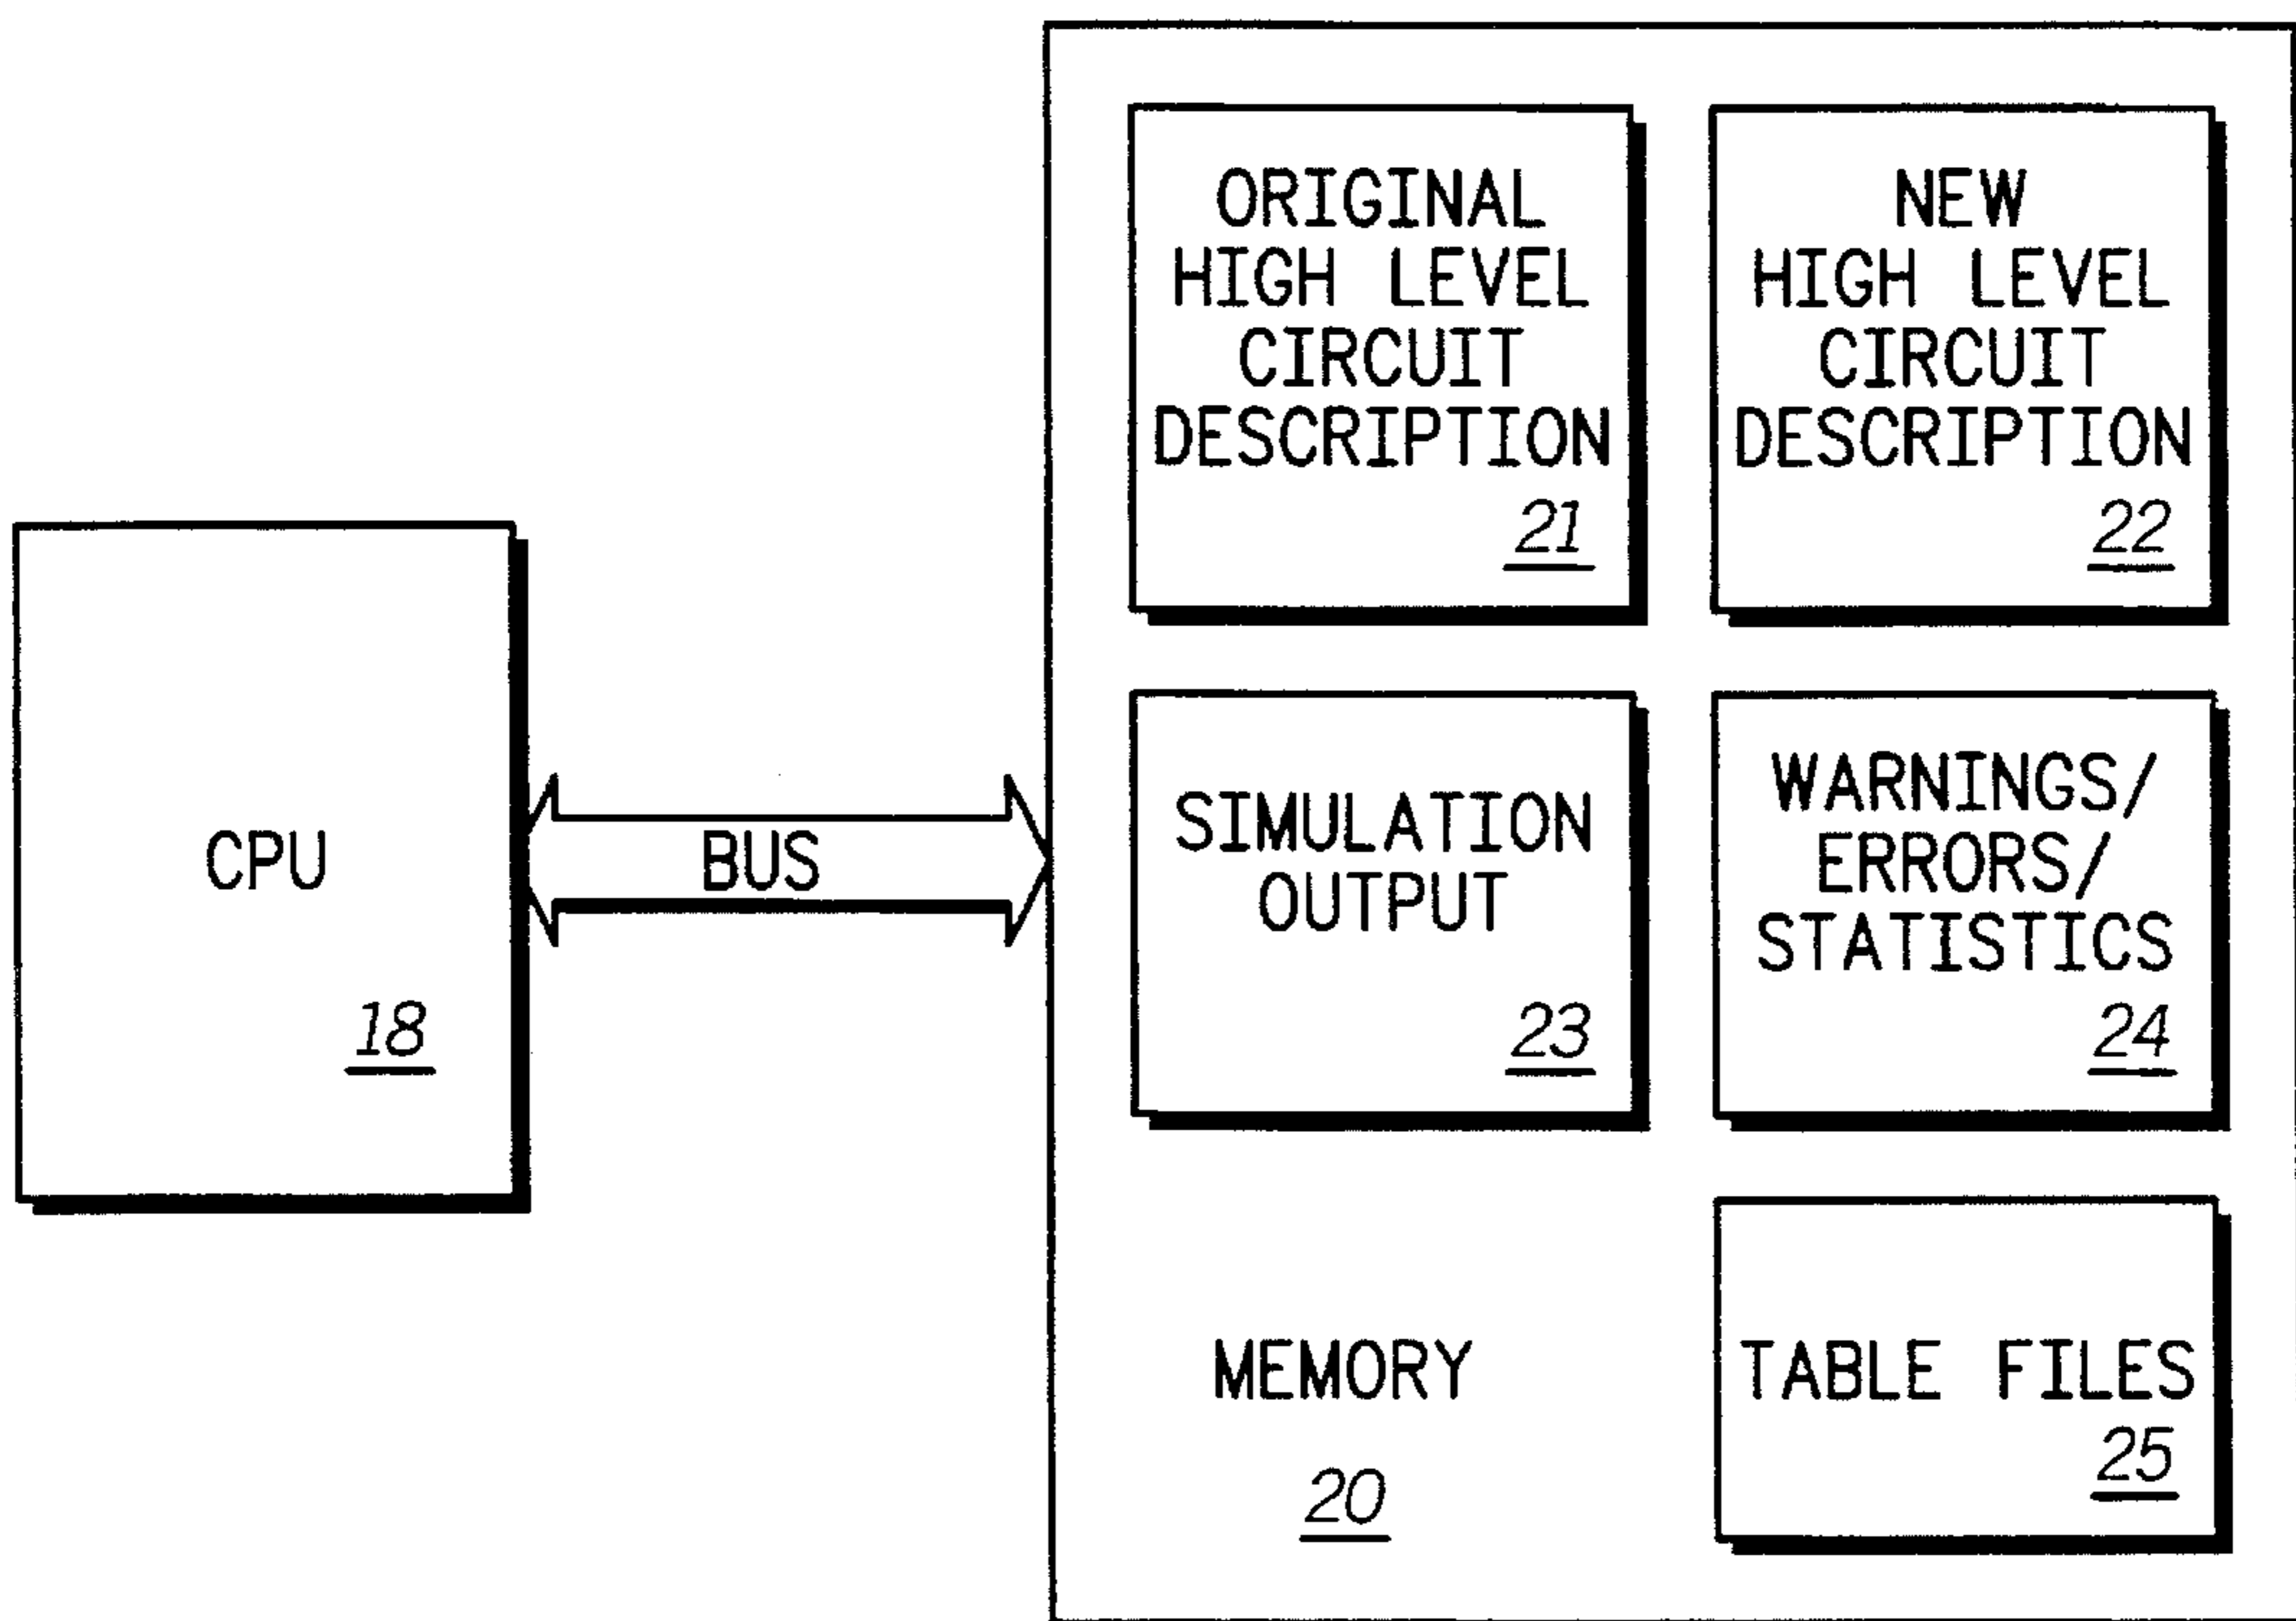 ORIGINAL
HIGH LEVEL
CIRCUIT
DESCRIPTION
21
NEW
HIGH LEVEL
CIRCUIT
DESCRIPTION
22
CPU
18
BUS
SIMULATION
OUTPUT
23
WARNINGS/
ERRORS/
STATISTICS
24
MEMORY
20
TABLE FILES
25